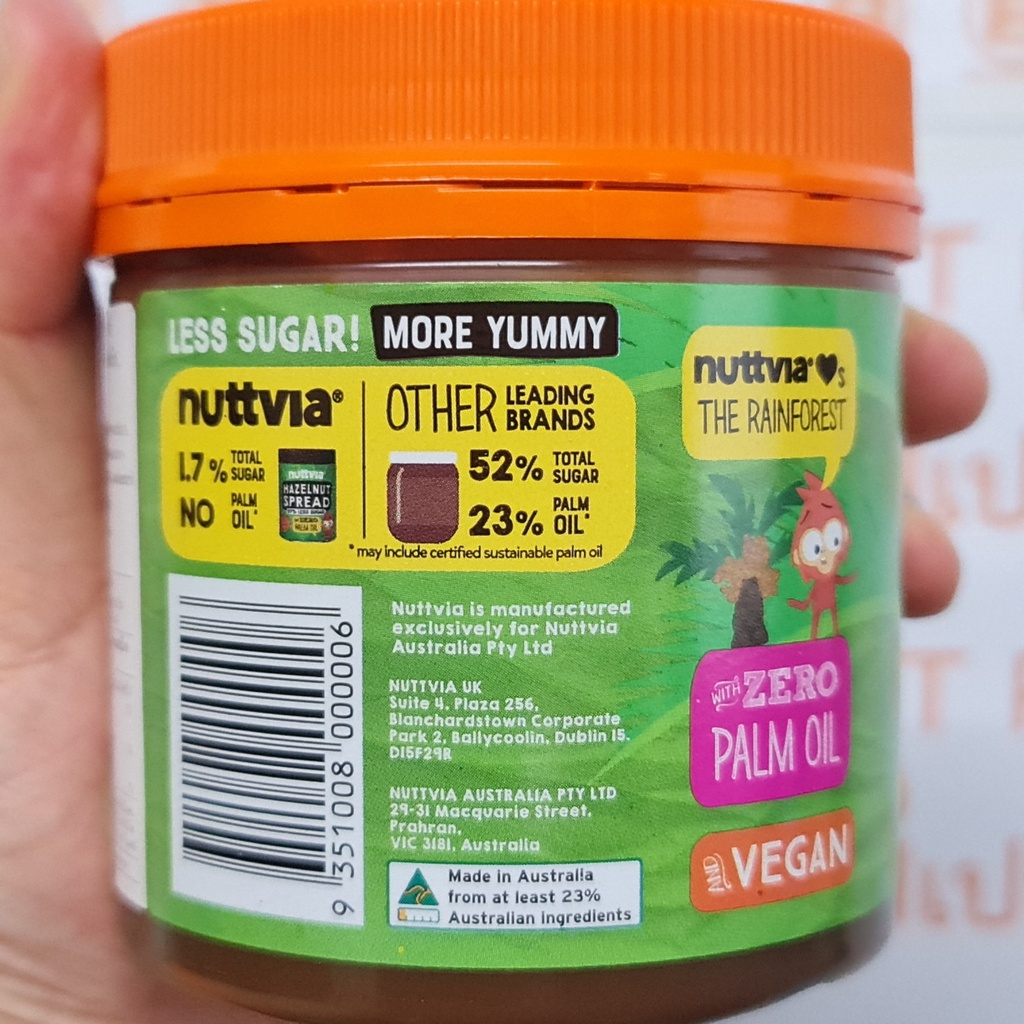 LESS SUGAR! MORE YUMMY
nuttvia®
1.7% TOTAL SUGAR
NO PALM OIL*
nuttvia
HAZELNUT
SPREAD
OTHER LEADING BRANDS
52% TOTAL SUGAR
23% PALM OIL*
* may include certified sustainable palm oil
nuttvia® ♥s
THE RAINFOREST
WITH ZERO
PALM OIL
AND VEGAN
9 351008 000006
Nuttvia is manufactured
exclusively for Nuttvia
Australia Pty Ltd
NUTTVIA UK
Suite 4, Plaza 256,
Blanchardstown Corporate
Park 2, Ballycoolin, Dublin 15.
D15F29R
NUTTVIA AUSTRALIA PTY LTD
29-31 Macquarie Street,
Prahran,
VIC 3181, Australia
Made in Australia
from at least 23%
Australian ingredients